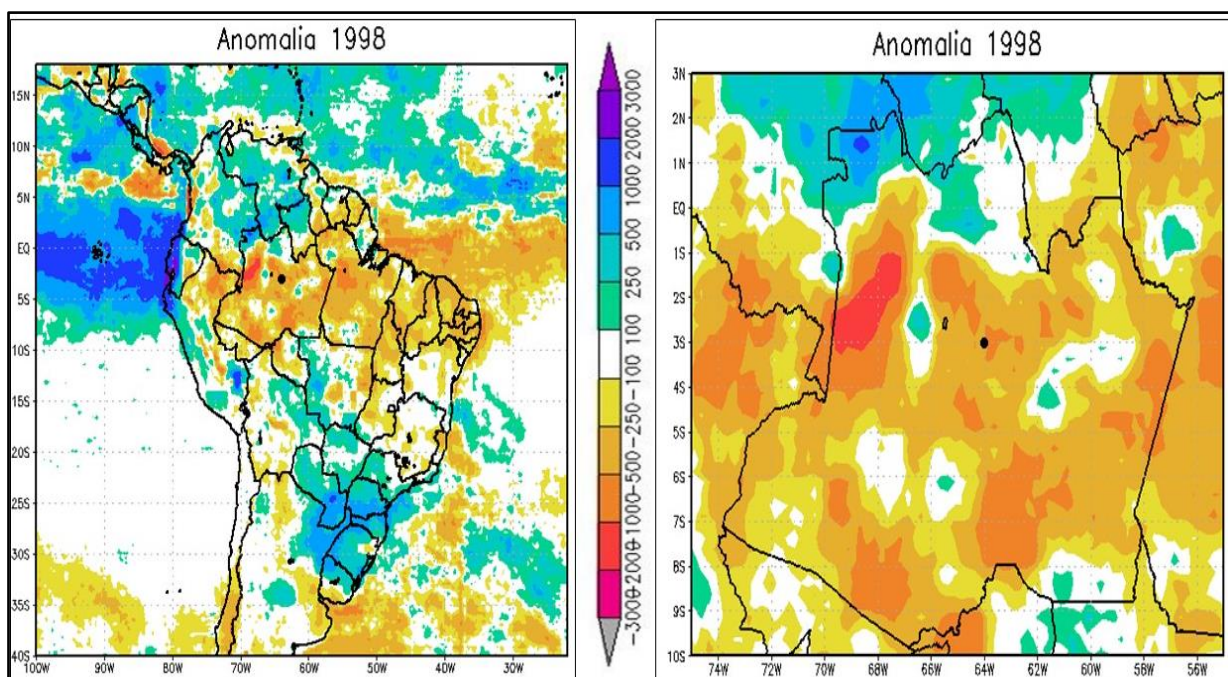 Anomalia 1998
15N
10N
5N
EQ
5S
10S
15S
20S
25S
30S
35S
40S
100W 90W 80W 70W 60W 50W 40W 30W
3000
2000
1000
500
250
100
-100
-250
-500
-1000
-2000
-3000
Anomalia 1998
3N
2N
1N
EQ
1S
2S
3S
4S
5S
6S
7S
8S
9S
10S
74W 72W 70W 68W 66W 64W 62W 60W 58W 56W